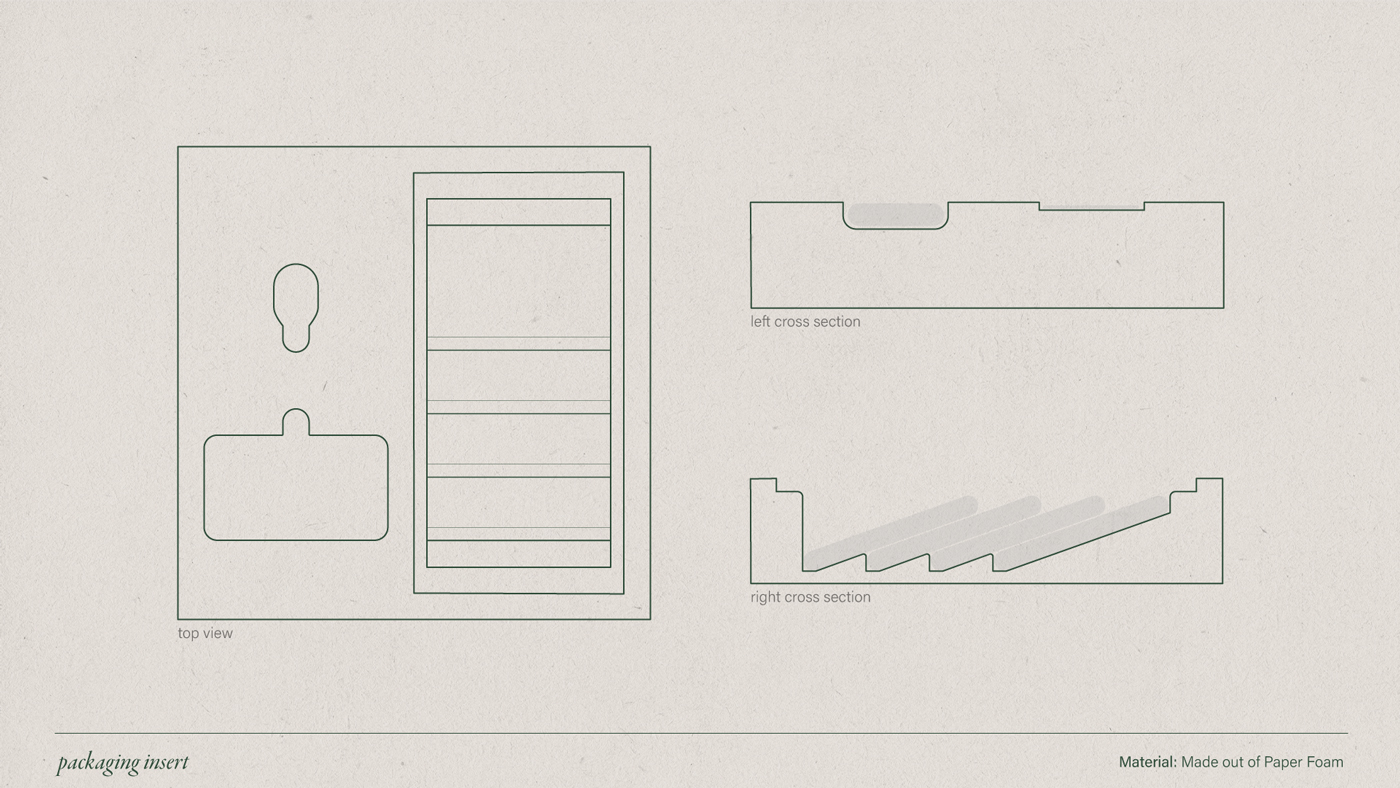 top view
left cross section
right cross section
packaging insert
Material: Made out of Paper Foam